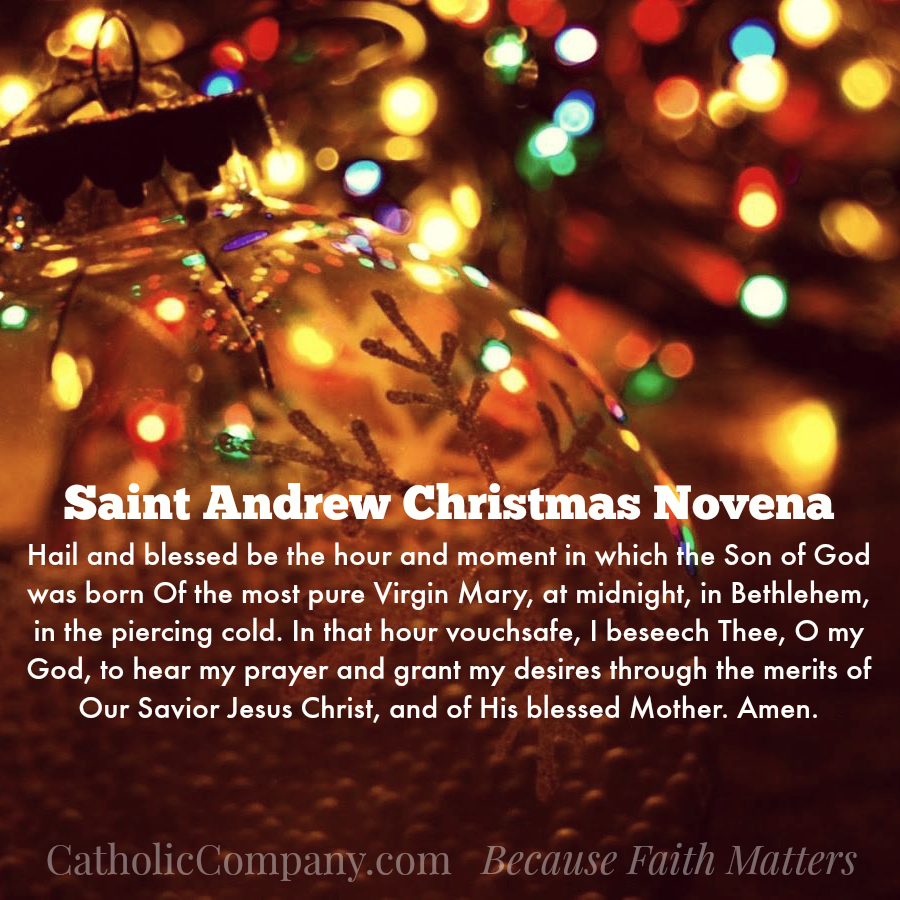 Saint Andrew Christmas Novena
Hail and blessed be the hour and moment in which the Son of God
was born Of the most pure Virgin Mary, at midnight, in Bethlehem,
in the piercing cold. In that hour vouchsafe, I beseech Thee, O my
God, to hear my prayer and grant my desires through the merits of
Our Savior Jesus Christ, and of His blessed Mother. Amen.
CatholicCompany.com Because Faith Matters